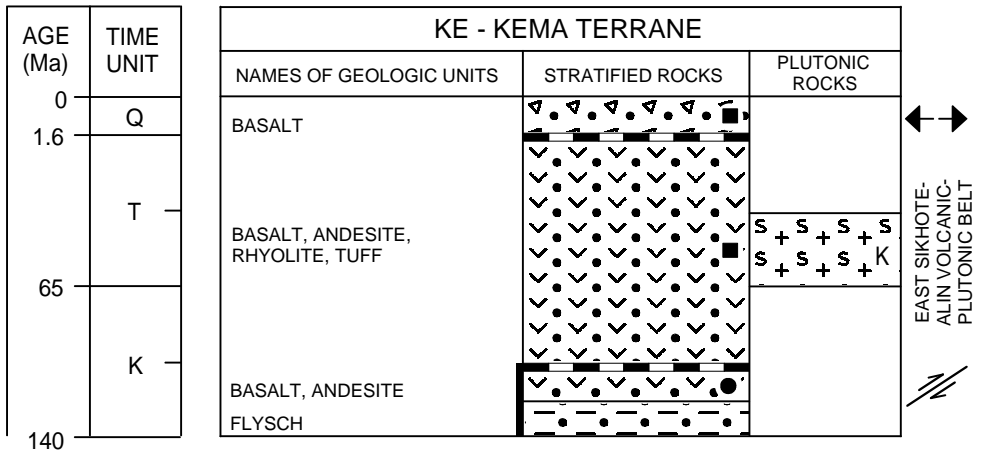 AGE
(Ma)
TIME
UNIT
KE - KEMA TERRANE
NAMES OF GEOLOGIC UNITS
STRATIFIED ROCKS
PLUTONIC
ROCKS
0
Q
1.6
T
65
K
140
BASALT
BASALT, ANDESITE,
RHYOLITE, TUFF
BASALT, ANDESITE
FLYSCH
S S S S
S S S K
EAST SIKHOTE-
ALIN VOLCANIC-
PLUTONIC BELT